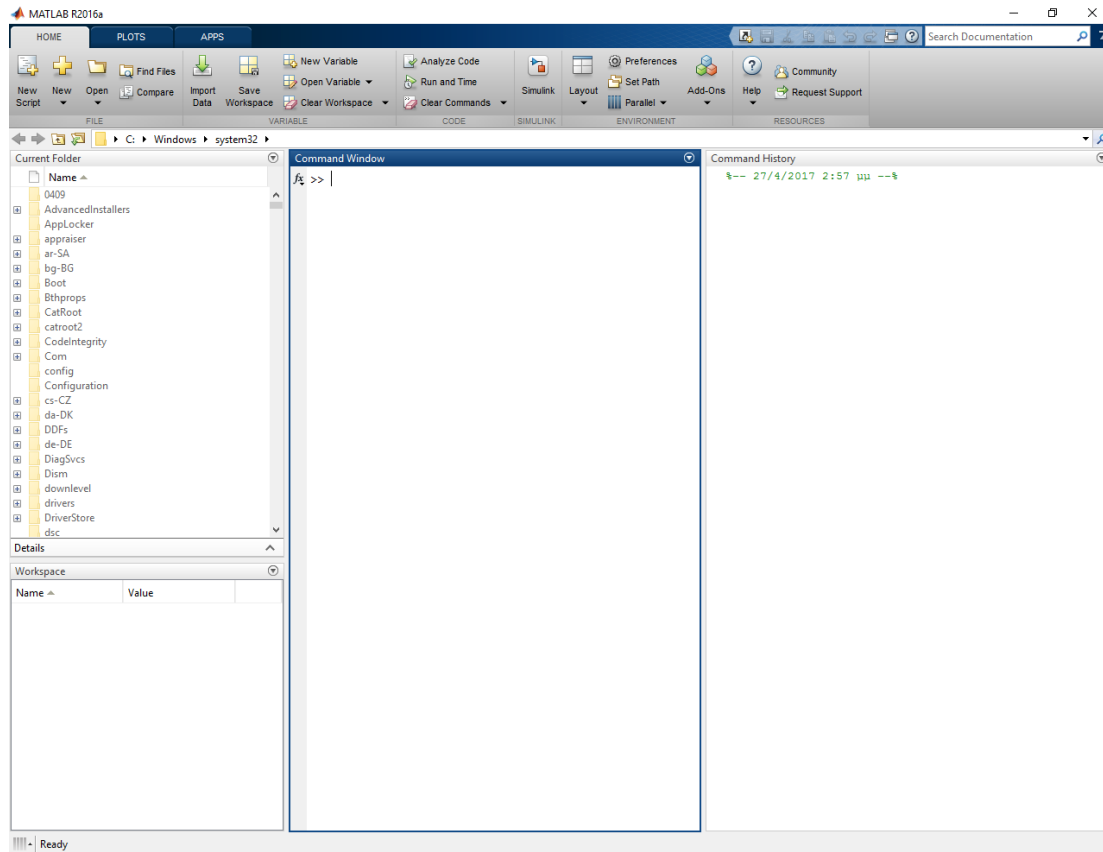 MATLAB R2016a
HOME PLOTS APPS
Search Documentation
New Script
New
Open
Find Files
Compare
FILE
Import Data
Save Workspace
New Variable
Open Variable
Clear Workspace
VARIABLE
Analyze Code
Run and Time
Clear Commands
CODE
Simulink
SIMULINK
Layout
Preferences
Set Path
Parallel
Add-Ons
ENVIRONMENT
Help
Community
Request Support
RESOURCES
C: Windows system32
Current Folder
Name
0409
AdvancedInstallers
AppLocker
appraiser
ar-SA
bg-BG
Boot
Bthprops
CatRoot
catroot2
CodeIntegrity
Com
config
Configuration
cs-CZ
da-DK
DDFs
de-DE
DiagSvcs
Dism
downlevel
drivers
DriverStore
dsc
Details
Workspace
Name Value
Command Window
fx >>
Command History
%-- 27/4/2017 2:57 μμ --%
Ready